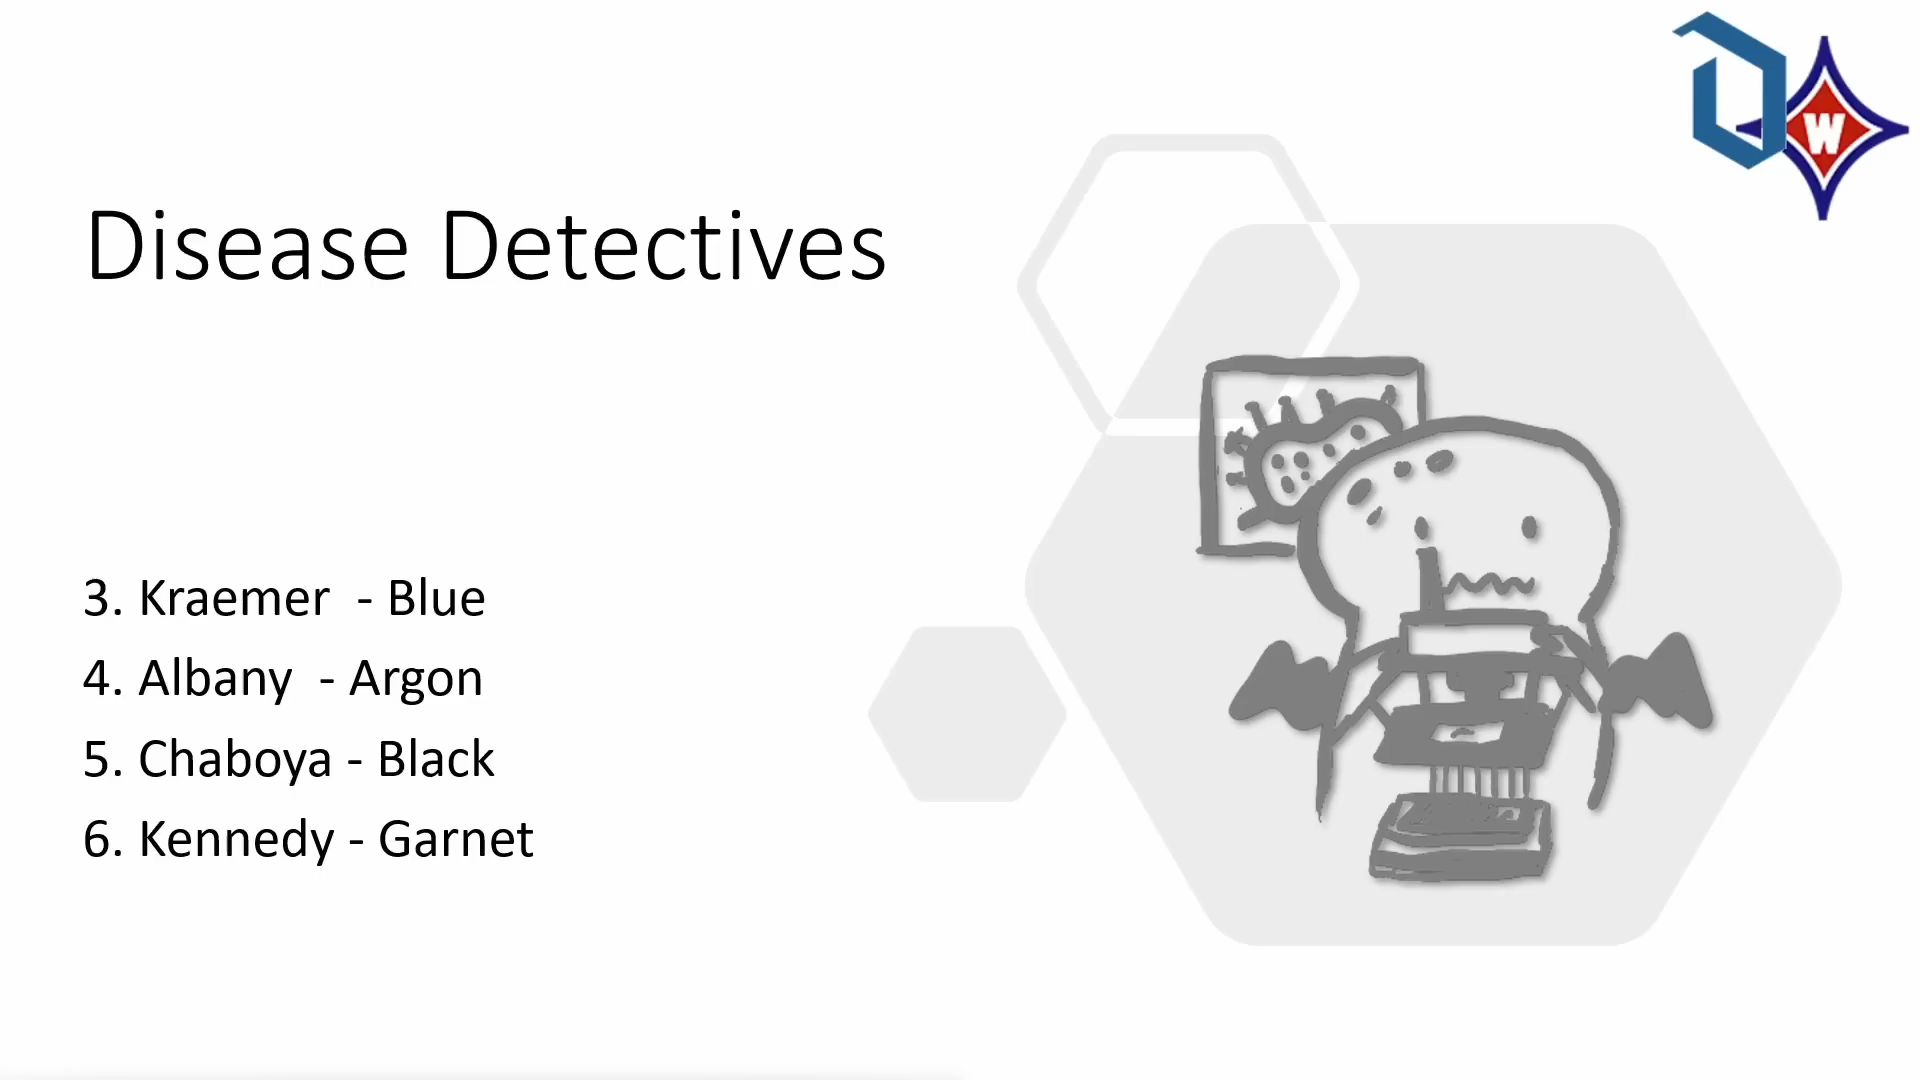 W
Disease Detectives
3. Kraemer - Blue
4. Albany - Argon
5. Chaboya - Black
6. Kennedy - Garnet